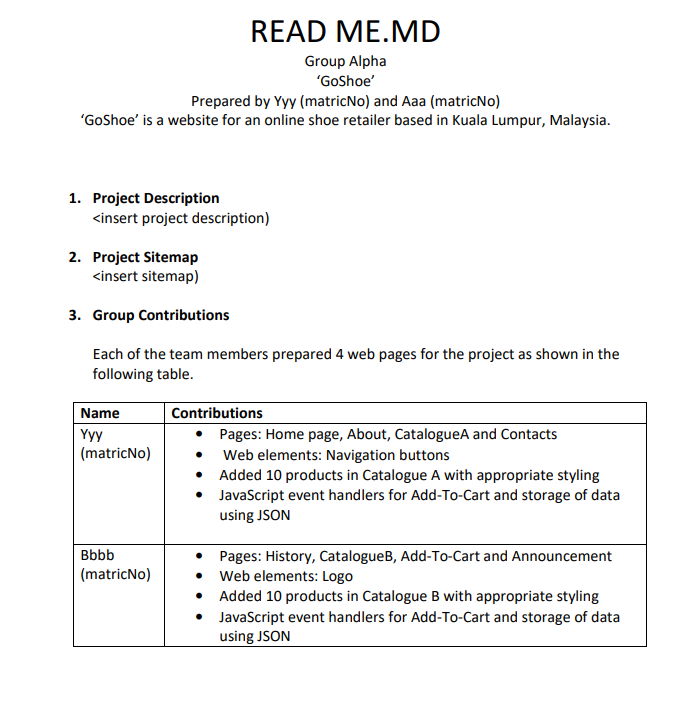 READ ME.MD
Group Alpha
‘GoShoe’
Prepared by Yyy (matricNo) and Aaa (matricNo)
‘GoShoe’ is a website for an online shoe retailer based in Kuala Lumpur, Malaysia.
1. Project Description
<insert project description)
2. Project Sitemap
<insert sitemap)
3. Group Contributions
Each of the team members prepared 4 web pages for the project as shown in the
following table.
Name Contributions
Yyy
(matricNo)
• Pages: Home page, About, CatalogueA and Contacts
• Web elements: Navigation buttons
• Added 10 products in Catalogue A with appropriate styling
• JavaScript event handlers for Add-To-Cart and storage of data
using JSON
Bbbb
(matricNo)
• Pages: History, CatalogueB, Add-To-Cart and Announcement
• Web elements: Logo
• Added 10 products in Catalogue B with appropriate styling
• JavaScript event handlers for Add-To-Cart and storage of data
using JSON